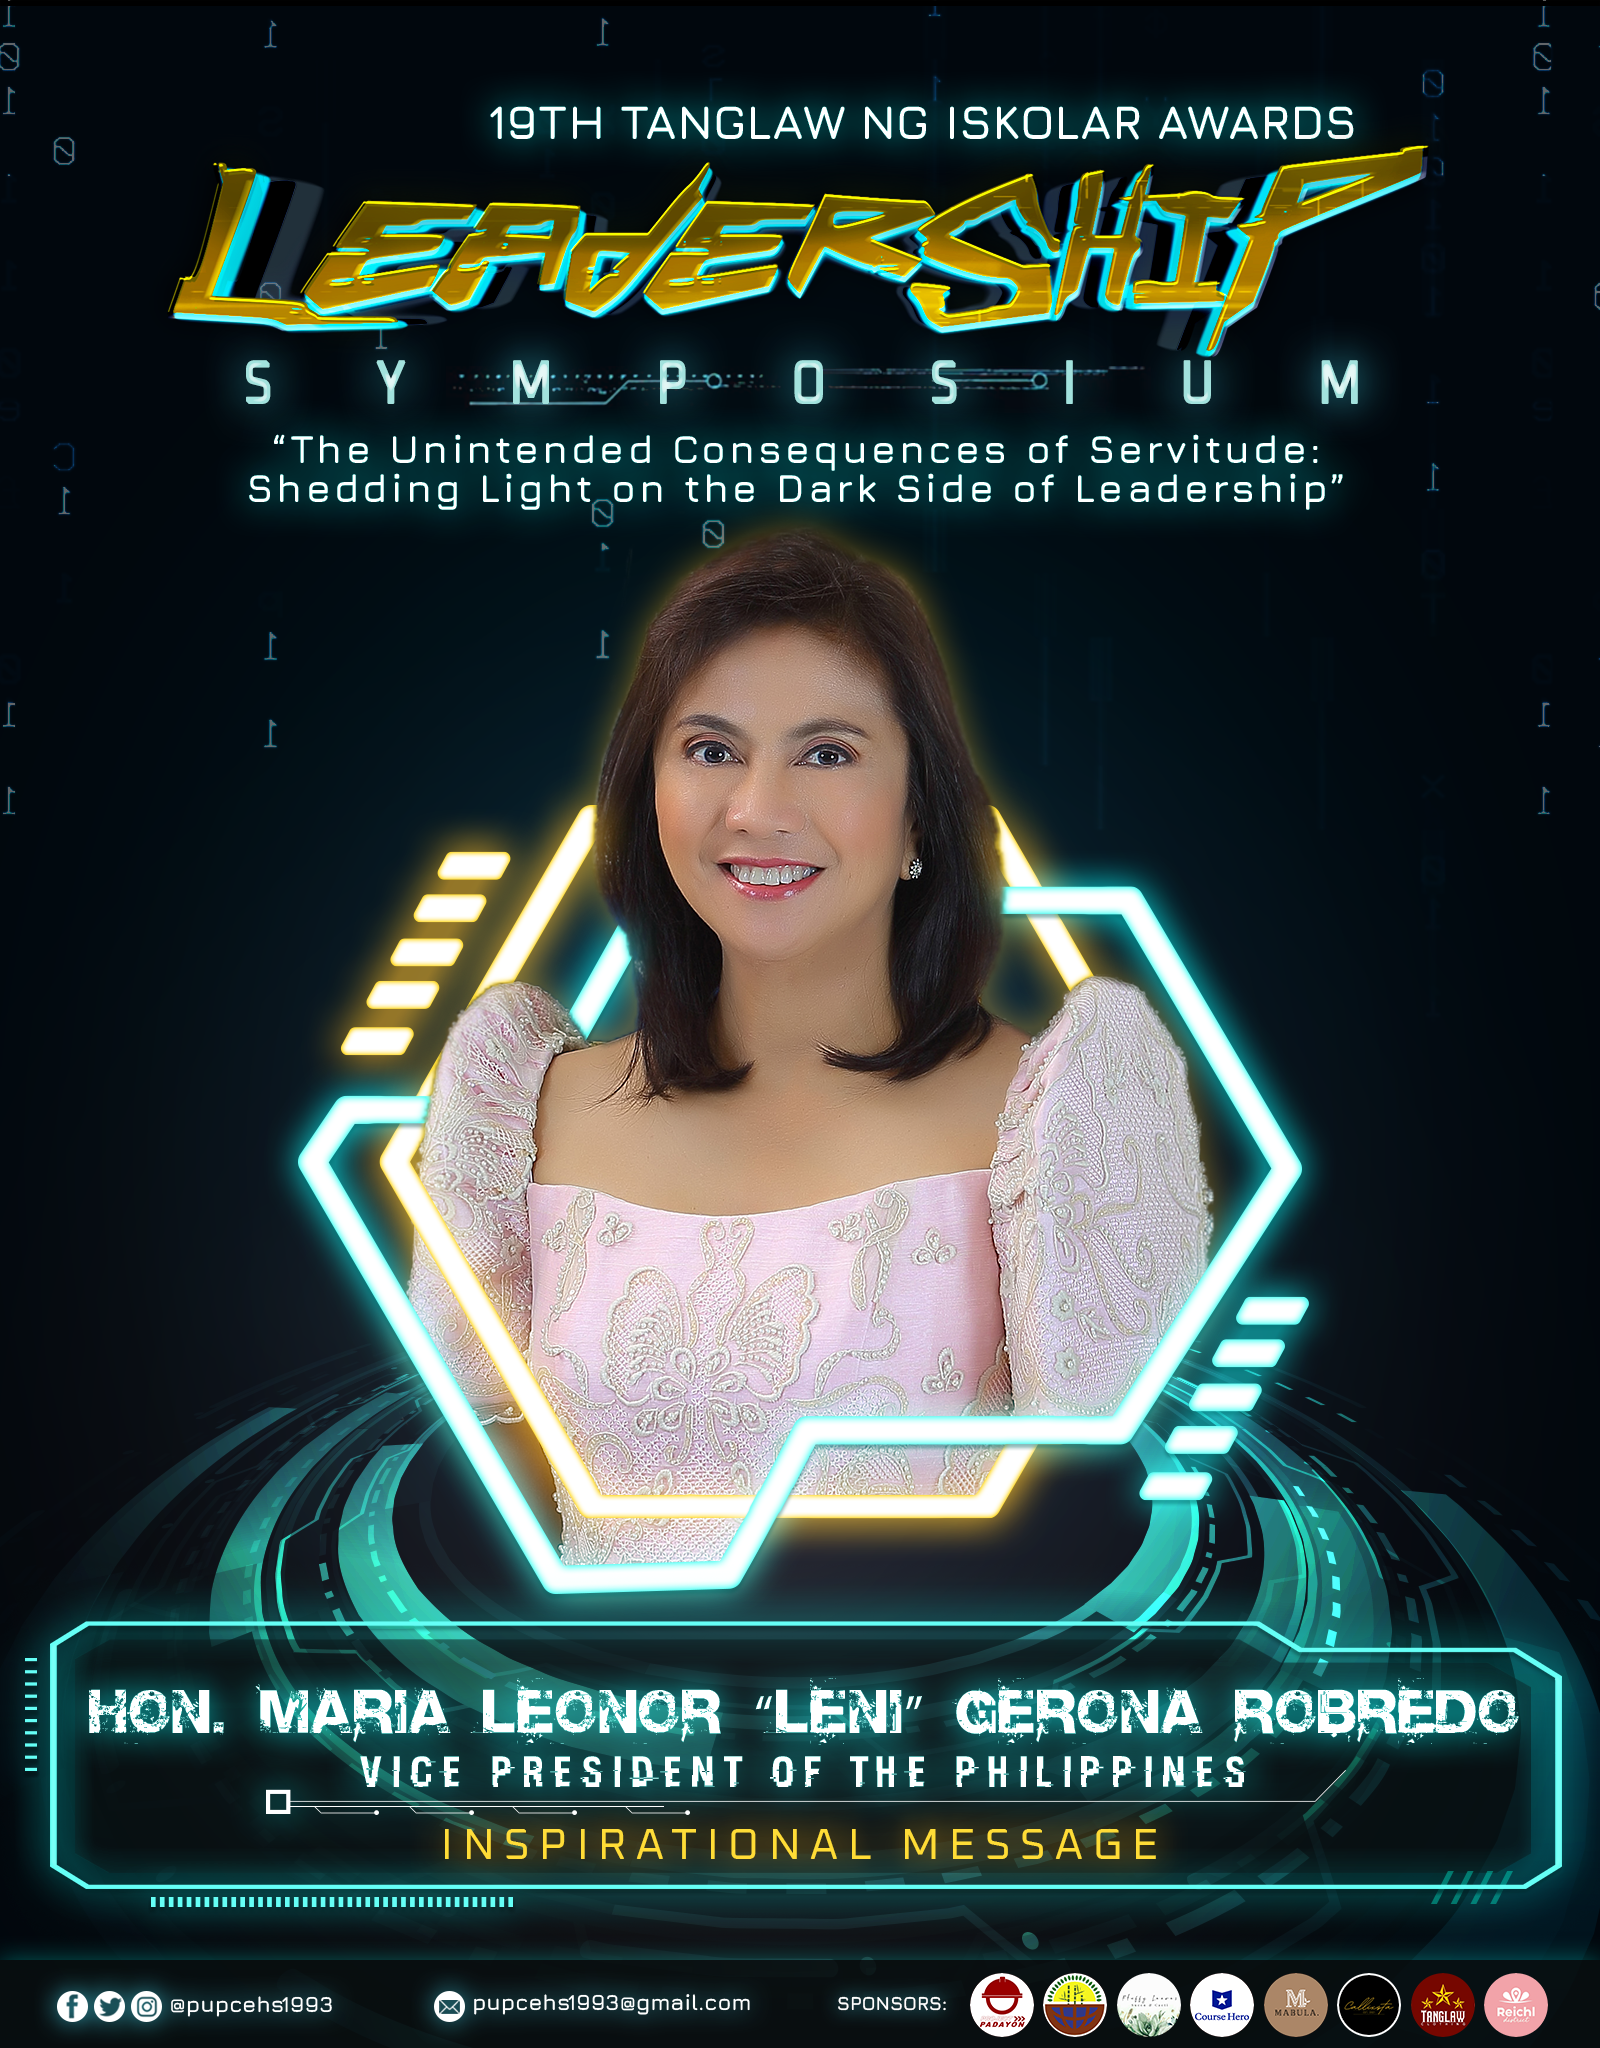 19TH TANGLAW NG ISKOLAR AWARDS
LEADERSHIP
SYMPOSIUM
“The Unintended Consequences of Servitude:
Shedding Light on the Dark Side of Leadership”
HON. MARIA LEONOR “LENI” GERONA ROBREDO
VICE PRESIDENT OF THE PHILIPPINES
INSPIRATIONAL MESSAGE
@pupcehs1993
pupcehs1993@gmail.com
SPONSORS:
PADAYON
Course Hero
M
MABULA.
TANGLAW
CLOTHING
Reichl
district